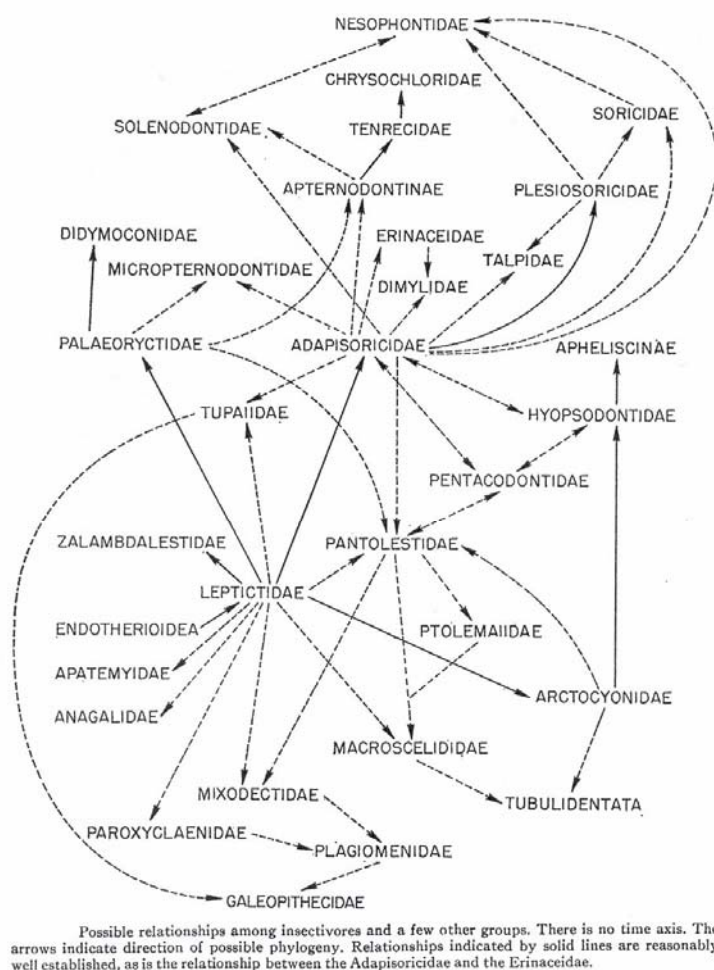 NESOPHONTIDAE
CHRYSOCHLORIDAE
SOLENODONTIDAE
TENRECIDAE
SORICIDAE
APTERNODONTINAE
PLESIOSORICIDAE
DIDYMOCONIDAE
ERINACEIDAE
MICROPTERNODONTIDAE
TALPIDAE
DIMYLIDAE
PALAEORYCTIDAE
ADAPISORICIDAE
APHELISCINAE
TUPAIIDAE
HYOPSODONTIDAE
PENTACODONTIDAE
ZALAMBDALESTIDAE
PANTOLESTIDAE
LEPTICTIDAE
ENDOTHERIOIDEA
PTOLEMAIIDAE
APATEMYIDAE
ARCTOCYONIDAE
ANAGALIDAE
MACROSCELIDIDAE
MIXODECTIDAE
TUBULIDENTATA
PAROXYCLAENIDAE
PLAGIOMENIDAE
GALEOPITHECIDAE
Possible relationships among insectivores and a few other groups. There is no time axis. The
arrows indicate direction of possible phylogeny. Relationships indicated by solid lines are reasonably
well established, as is the relationship between the Adapisoricidae and the Erinaceidae.